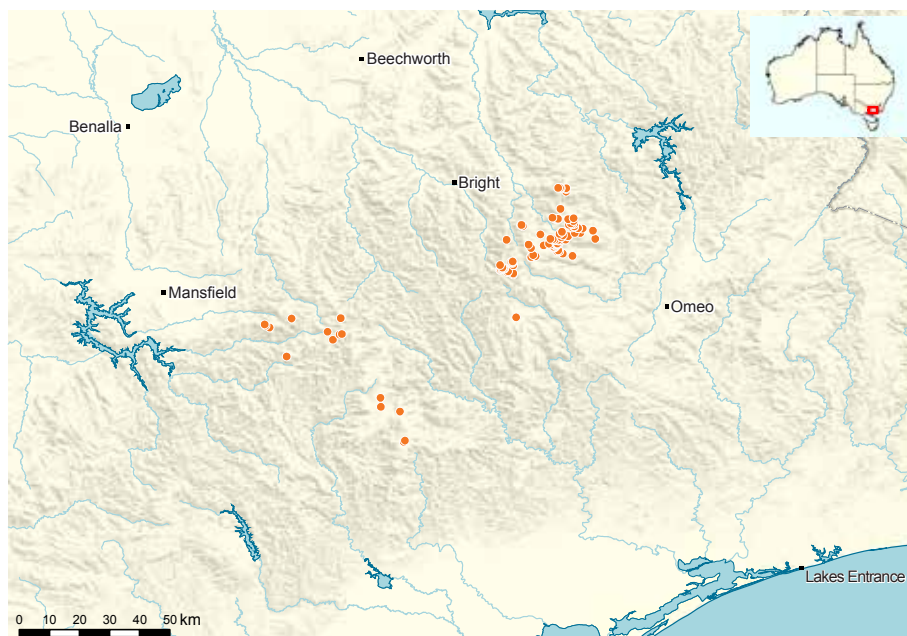 Beechworth
Benalla
Bright
Mansfield
Omeo
Lakes Entrance
0 10 20 30 40 50 km